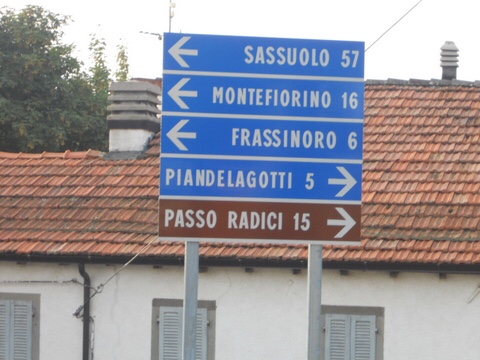 SASSUOLO 57
MONTEFIORINO 16
FRASSINORO 6
PIANDELAGOTTI 5
PASSO RADICI 15